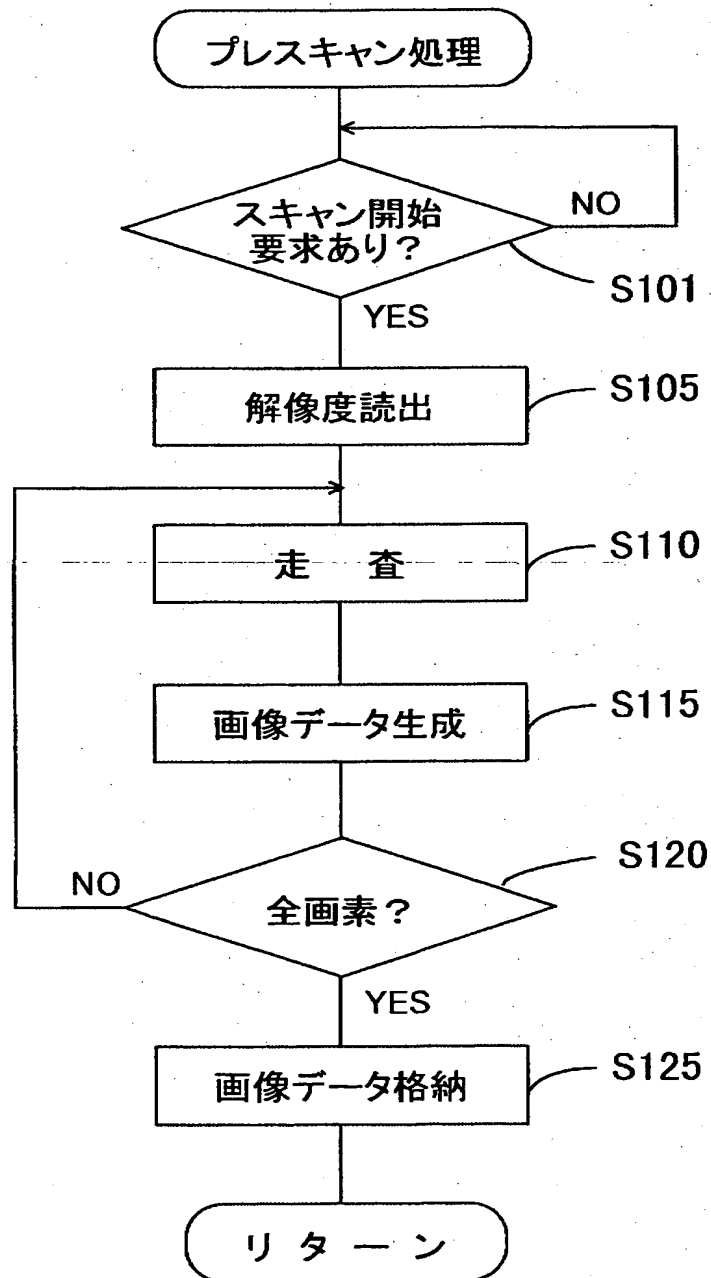 プレスキャン処理
スキャン開始
要求あり?
NO
S101
YES
解像度読出
S105
走　査
S110
画像データ生成
S115
全画素?
S120
NO
YES
画像データ格納
S125
リターン